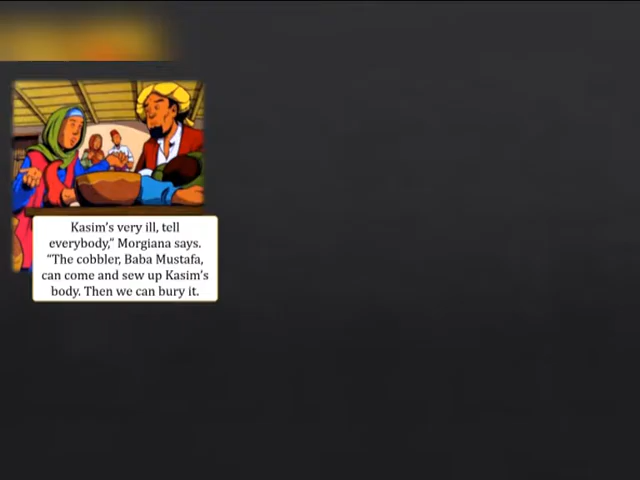 Kasim’s very ill, tell
everybody,” Morgiana says.
“The cobbler, Baba Mustafa,
can come and sew up Kasim’s
body. Then we can bury it.